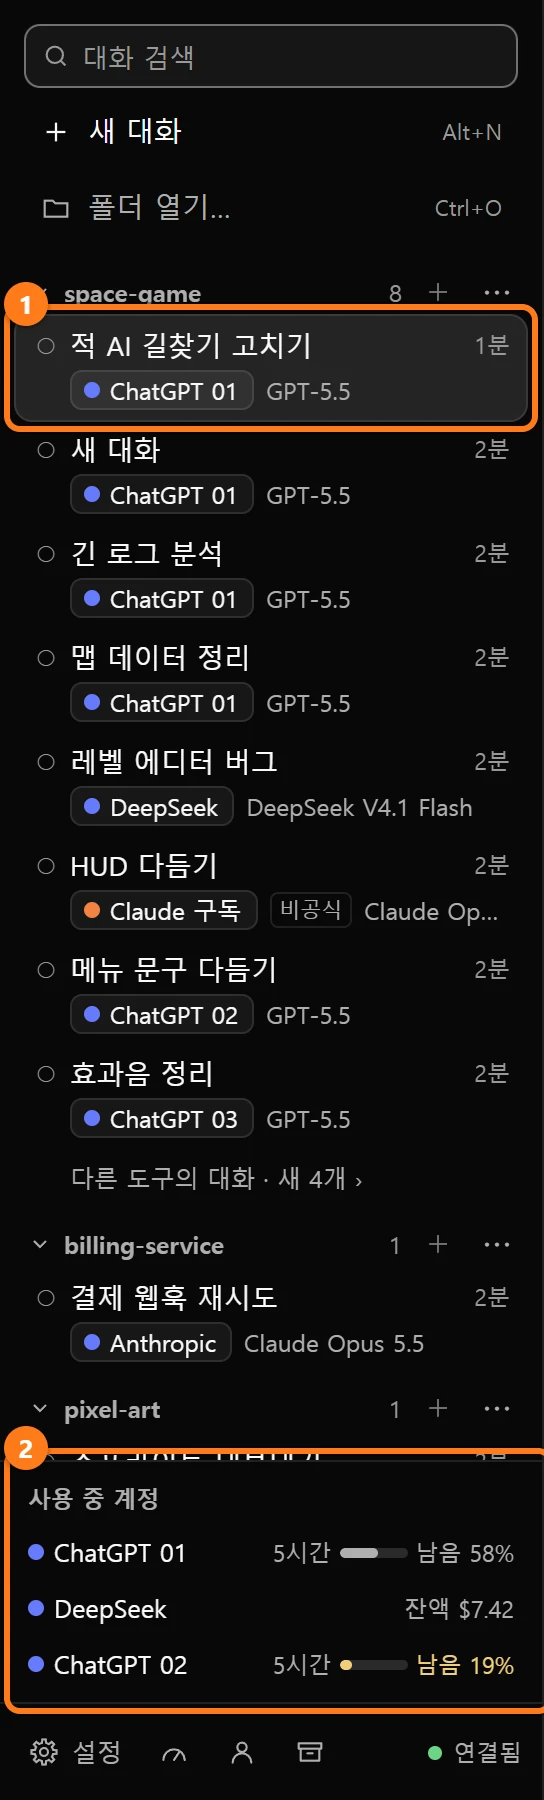 대화 검색
새 대화 Alt+N
폴더 열기... Ctrl+O
1
space-game 8
적 AI 길찾기 고치기 1분
ChatGPT 01 GPT-5.5
새 대화 2분
ChatGPT 01 GPT-5.5
긴 로그 분석 2분
ChatGPT 01 GPT-5.5
맵 데이터 정리 2분
ChatGPT 01 GPT-5.5
레벨 에디터 버그 2분
DeepSeek DeepSeek V4.1 Flash
HUD 다듬기 2분
Claude 구독 비공식 Claude Op...
메뉴 문구 다듬기 2분
ChatGPT 02 GPT-5.5
효과음 정리 2분
ChatGPT 03 GPT-5.5
다른 도구의 대화 · 새 4개 ›
billing-service 1
결제 웹훅 재시도 2분
Anthropic Claude Opus 5.5
pixel-art 1
2
사용 중 계정
ChatGPT 01 5시간 남음 58%
DeepSeek 잔액 $7.42
ChatGPT 02 5시간 남음 19%
설정 연결됨